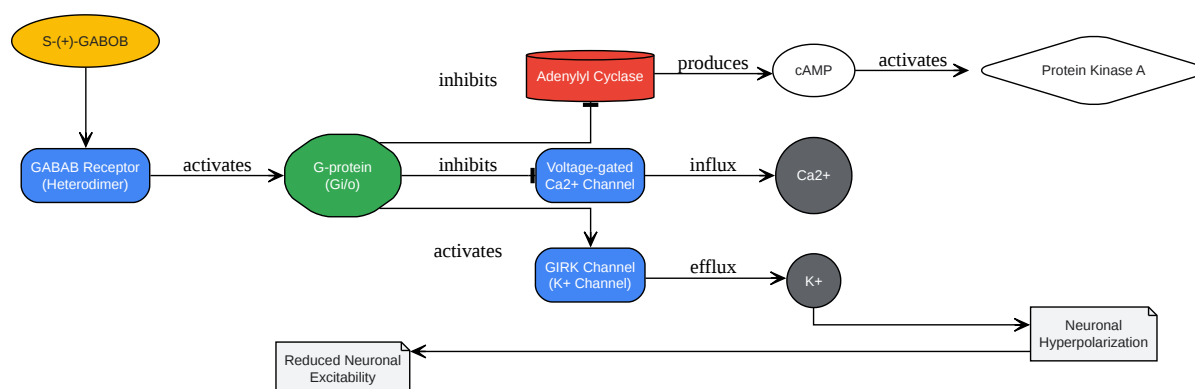 S-(+)-GABOB
inhibits
Adenylyl Cyclase
produces
cAMP
activates
Protein Kinase A
GABAB Receptor
(Heterodimer)
activates
G-protein
(Gi/o)
inhibits
Voltage-gated
Ca2+ Channel
influx
Ca2+
activates
GIRK Channel
(K+ Channel)
efflux
K+
Neuronal
Hyperpolarization
Reduced Neuronal
Excitability